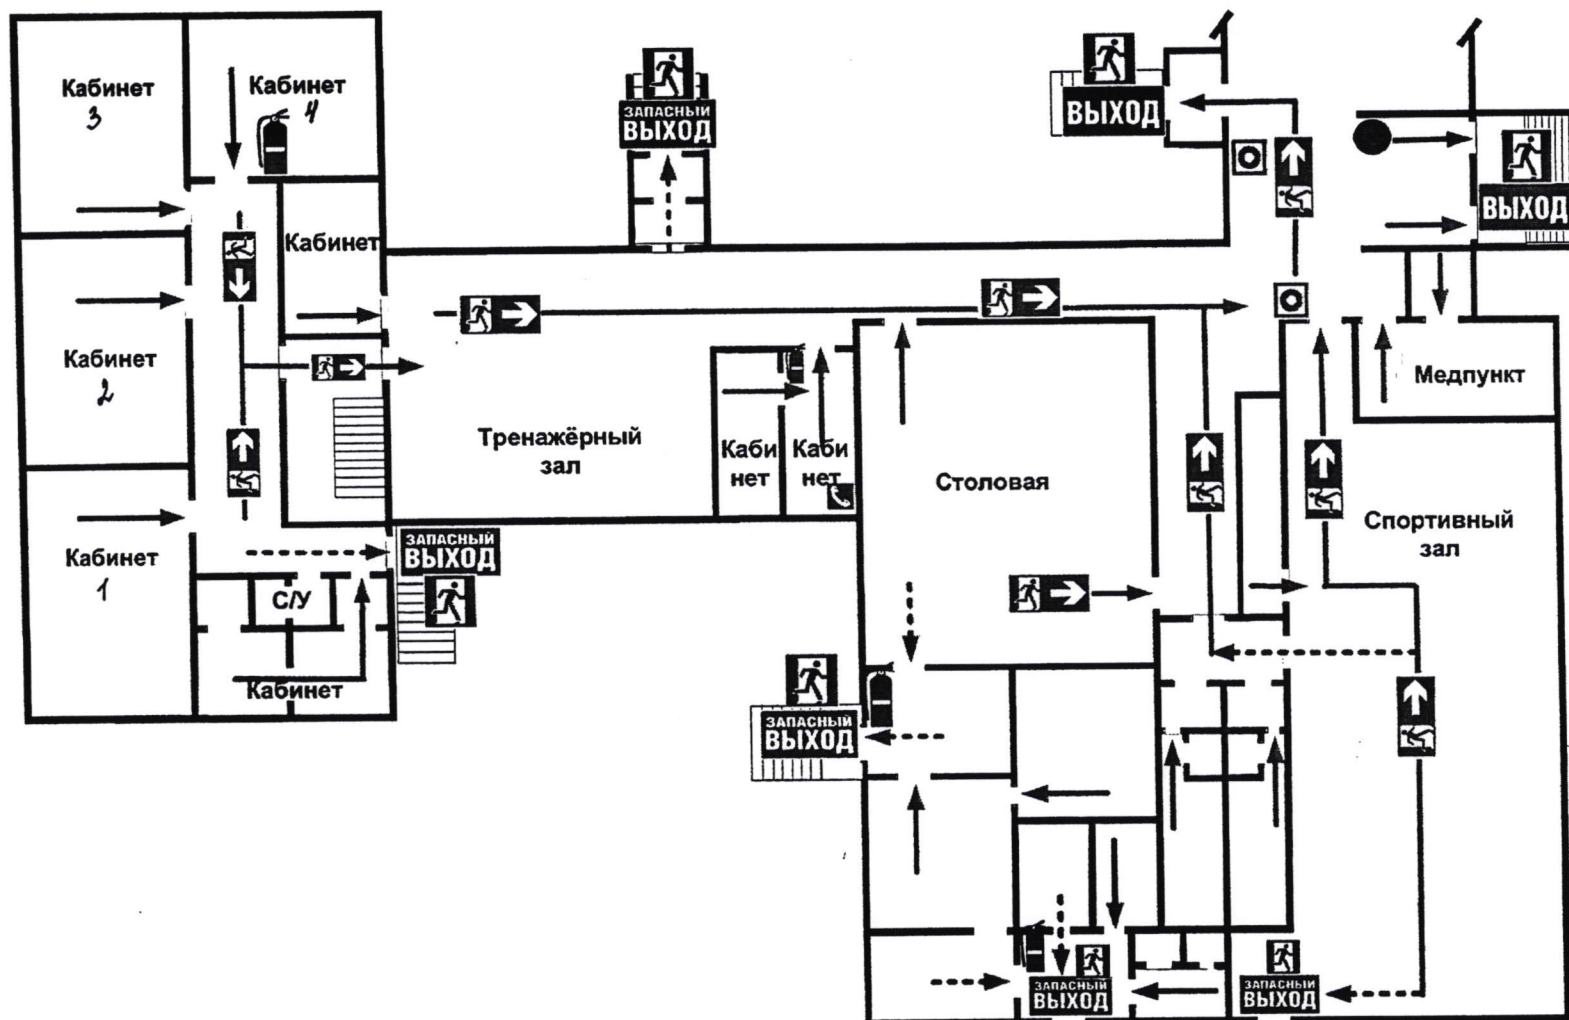 Кабинет
3
Кабинет
4
ЗАПАСНЫЙ
ВЫХОД
ВЫХОД
ВЫХОД
Кабинет
Кабинет
2
Тренажёрный
зал
Каби
нет
Каби
нет
Столовая
Медпункт
Спортивный
зал
Кабинет
1
ЗАПАСНЫЙ
ВЫХОД
С/У
Кабинет
ЗАПАСНЫЙ
ВЫХОД
ЗАПАСНЫЙ
ВЫХОД
ЗАПАСНЫЙ
ВЫХОД